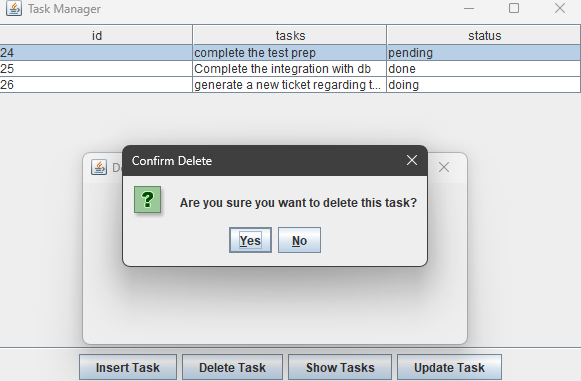 Task Manager
id tasks status
24 complete the test prep pending
25 Complete the integration with db done
26 generate a new ticket regarding t... doing
Confirm Delete
?
Are you sure you want to delete this task?
Yes No
Insert Task Delete Task Show Tasks Update Task